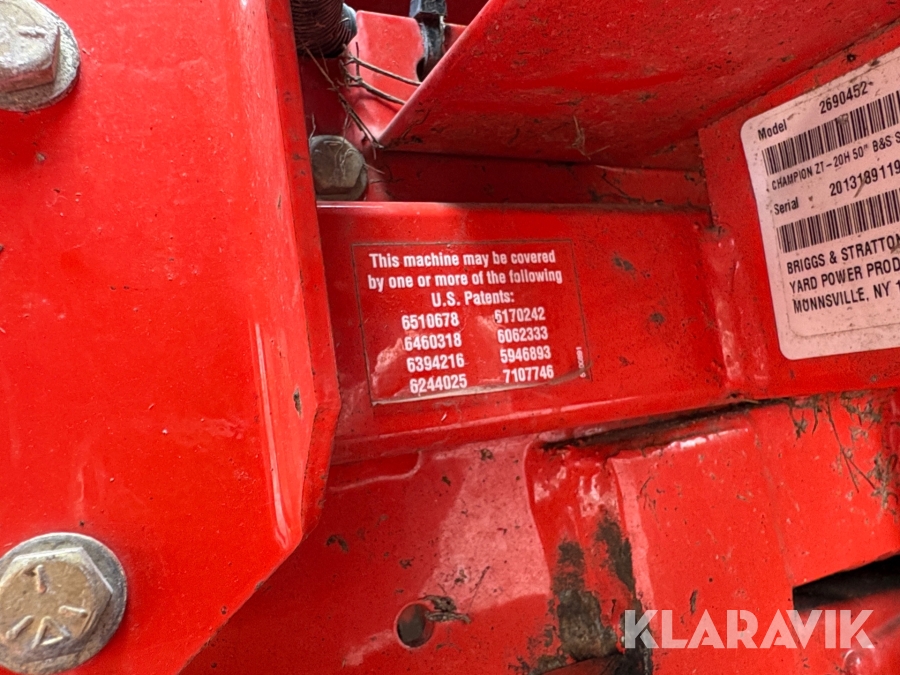 This machine may be covered
by one or more of the following
U.S. Patents:
6510678 6170242
6460318 6062333
6394216 5946893
6244025 7107746
Model 2690452
CHAMPION ZT-20H 50" B&S
Serial 2013189119
BRIGGS & STRATTON
YARD POWER
MUNNSVILLE, NY
KLARAVIK